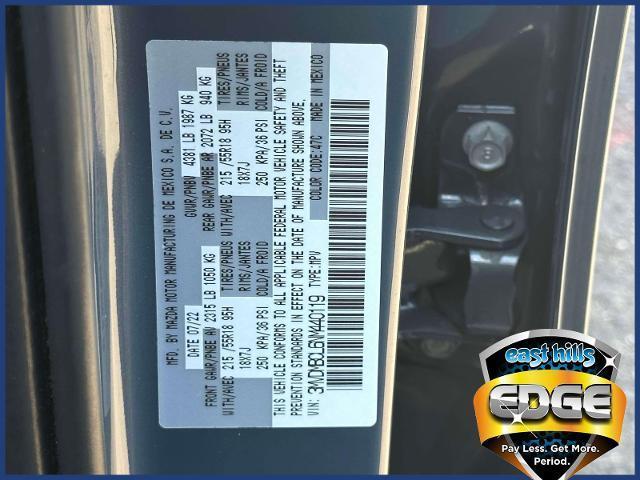 MFD. BY MAZDA MOTOR MANUFACTURING DE MEXICO S.A. DE C.V.
DATE 07/22 GVWR/PNBV 4381 LB 1987 KG
FRONT GAWR/PNBE AV 2315 LB 1050 KG REAR GAWR/PNBE AR 2072 LB 940 KG
WITH/AVEC 215 /55R18 95H TIRES/PNEUS WITH/AVEC 215 /55R18 95H TIRES/PNEUS
18X7J RIMS/JANTES 18X7J RIMS/JANTES
250 KPA/36 PSI COLD/A FROID 250 KPA/36 PSI COLD/A FROID
THIS VEHICLE CONFORMS TO ALL APPLICABLE FEDERAL MOTOR VEHICLE SAFETY AND THEFT
PREVENTION STANDARDS IN EFFECT ON THE DATE OF MANUFACTURE SHOWN ABOVE.
VIN: 3MVDMBCL6NM440119 TYPE:MPV COLOR CODE:47C MADE IN MEXICO
east hills
EDGE
Pay Less. Get More.
Period.